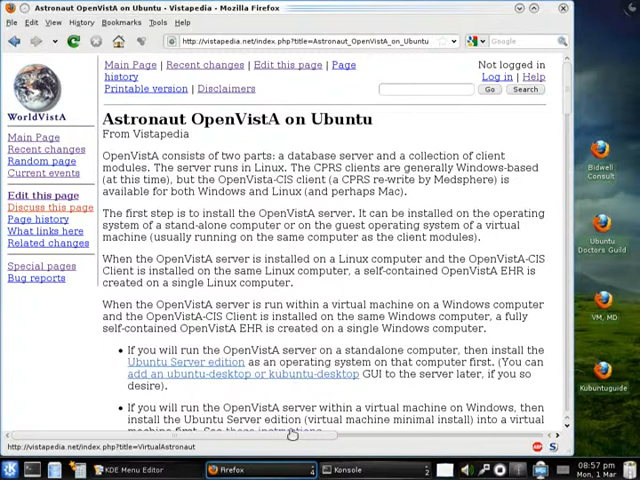 Astronaut OpenVistA on Ubuntu - Vistapedia - Mozilla Firefox
File Edit View History Bookmarks Tools Help
http://vistapedia.net/index.php?title=Astronaut_OpenVistA_on_Ubuntu
Google
Main Page | Recent changes | Edit this page | Page
history
Printable version | Disclaimers
Not logged in
Log in | Help
Go Search
WorldVistA
Main Page
Recent changes
Random page
Current events
Edit this page
Discuss this page
Page history
What links here
Related changes
Special pages
Bug reports
Astronaut OpenVistA on Ubuntu
From Vistapedia
OpenVistA consists of two parts: a database server and a collection of client
modules. The server runs in Linux. The CPRS clients are generally Windows-based
(at this time), but the OpenVista-CIS client (a CPRS re-write by Medsphere) is
available for both Windows and Linux (and perhaps Mac).
The first step is to install the OpenVistA server. It can be installed on the operating
system of a stand-alone computer or on the guest operating system of a virtual
machine (usually running on the same computer as the client modules).
When the OpenVistA server is installed on a Linux computer and the OpenVistA-CIS
Client is installed on the same Linux computer, a self-contained OpenVistA EHR is
created on a single Linux computer.
When the OpenVistA server is run within a virtual machine on a Windows computer
and the OpenVistA-CIS Client is installed on the same Windows computer, a fully
self-contained OpenVistA EHR is created on a single Windows computer.
• If you will run the OpenVistA server on a standalone computer, then install the
Ubuntu Server edition as an operating system on that computer first. (You can
add an ubuntu-desktop or kubuntu-desktop GUI to the server later, if you so
desire).
• If you will run the OpenVistA server within a virtual machine on Windows, then
install the Ubuntu Server edition (virtual machine minimal install) into a virtual
machine first. See these instructions.
http://vistapedia.net/index.php?title=VirtualAstronaut
Bidwell
Consult
Ubuntu
Doctors Guild
VM, MD
Kubuntuguide
KDE Menu Editor
Firefox 4
Konsole 2
08:57 pm
Mon, 1 Mar